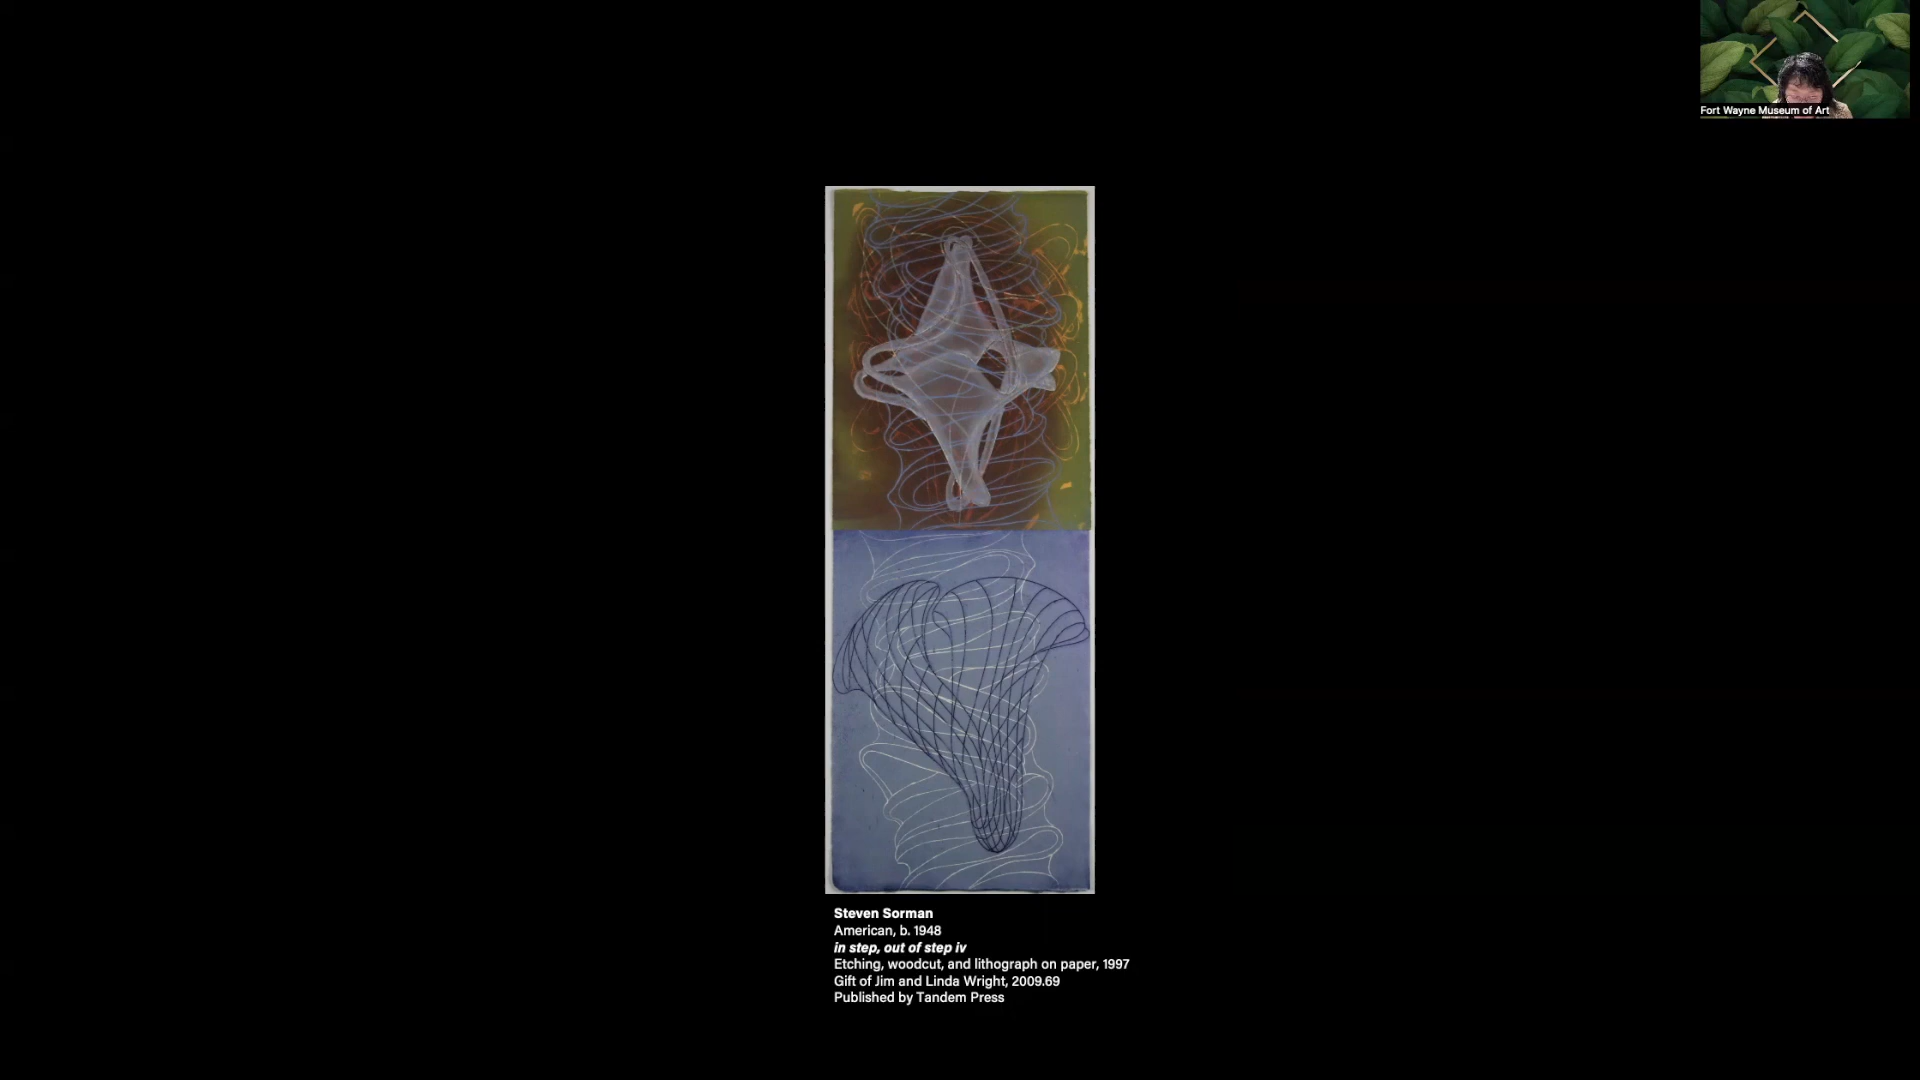 Fort Wayne Museum of Art
Steven Sorman
American, b. 1948
in step, out of step iv
Etching, woodcut, and lithograph on paper, 1997
Gift of Jim and Linda Wright, 2009.69
Published by Tandem Press